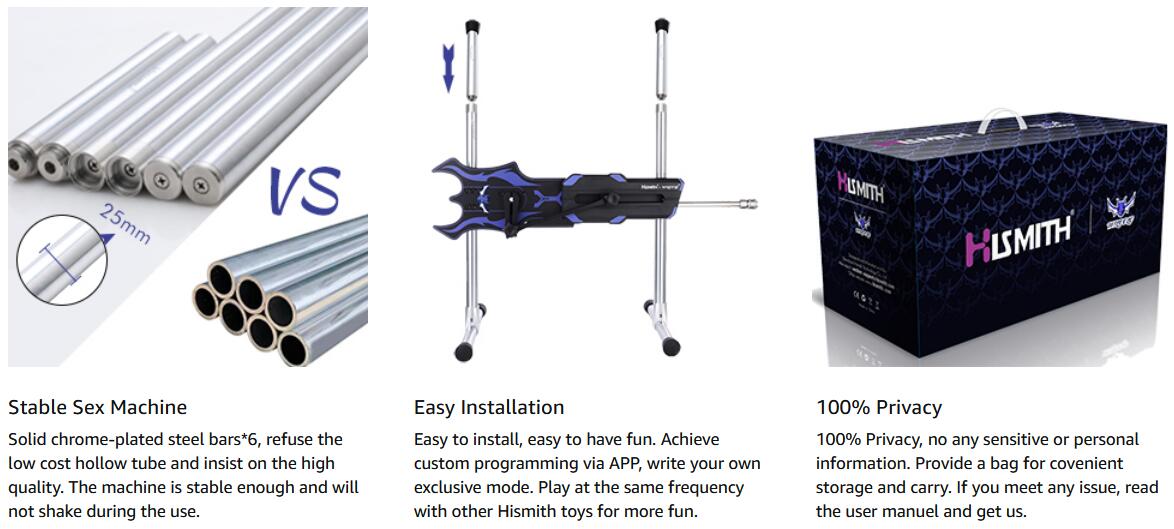 25mm
VS
HISMITH
HISMITH
Stable Sex Machine
Solid chrome-plated steel bars*6, refuse the
low cost hollow tube and insist on the high
quality. The machine is stable enough and will
not shake during the use.
Easy Installation
Easy to install, easy to have fun. Achieve
custom programming via APP, write your own
exclusive mode. Play at the same frequency
with other Hismith toys for more fun.
100% Privacy
100% Privacy, no any sensitive or personal
information. Provide a bag for covenient
storage and carry. If you meet any issue, read
the user manuel and get us.